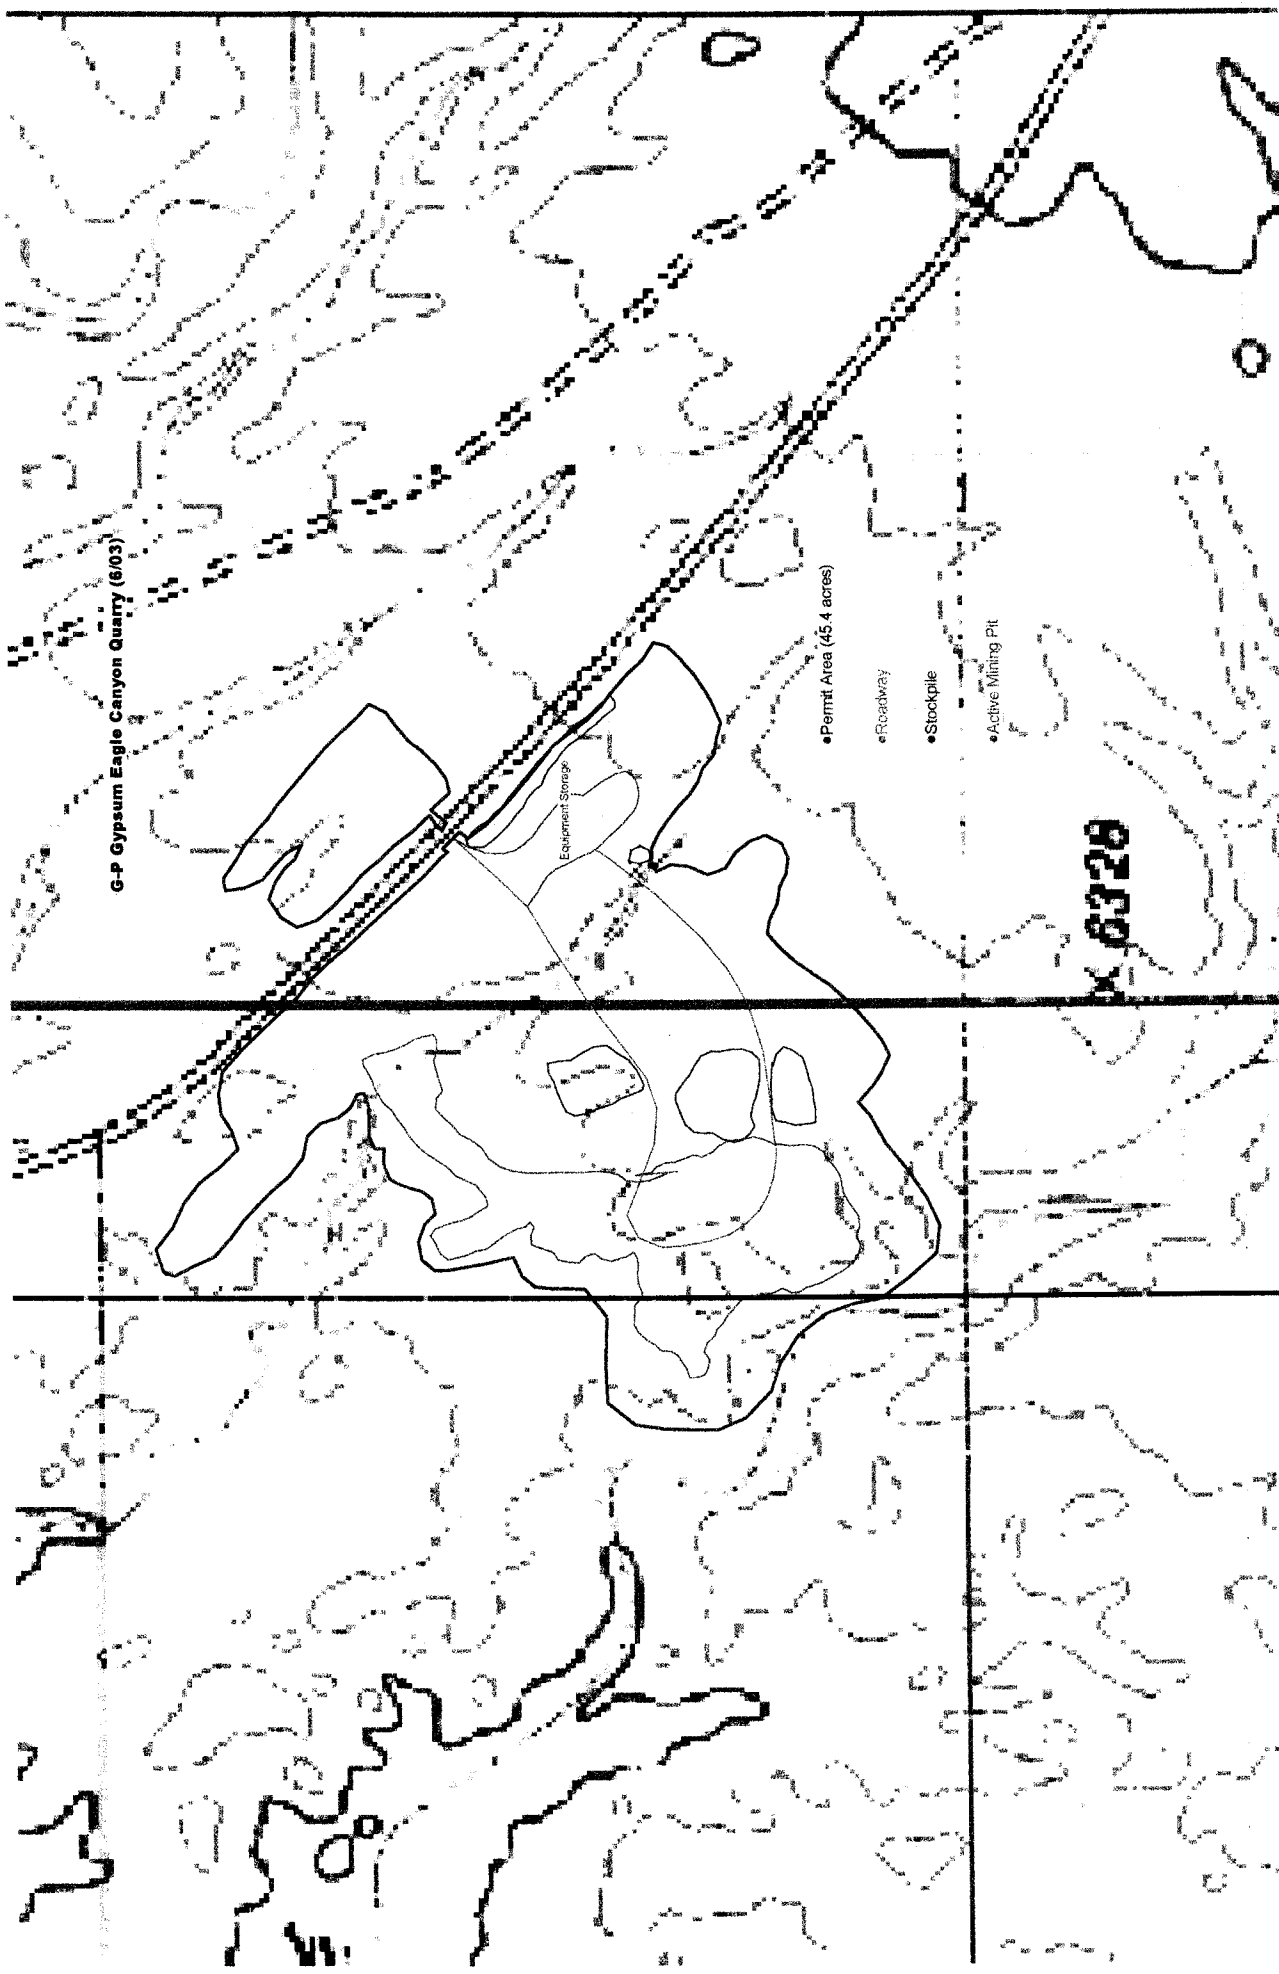 G-P Gypsum Eagle Canyon Quarry (6/03)
Equipment Storage
•Permit Area (45.4 acres)
•Roadway
•Stockpile
•Active Mining Pit
X 6328